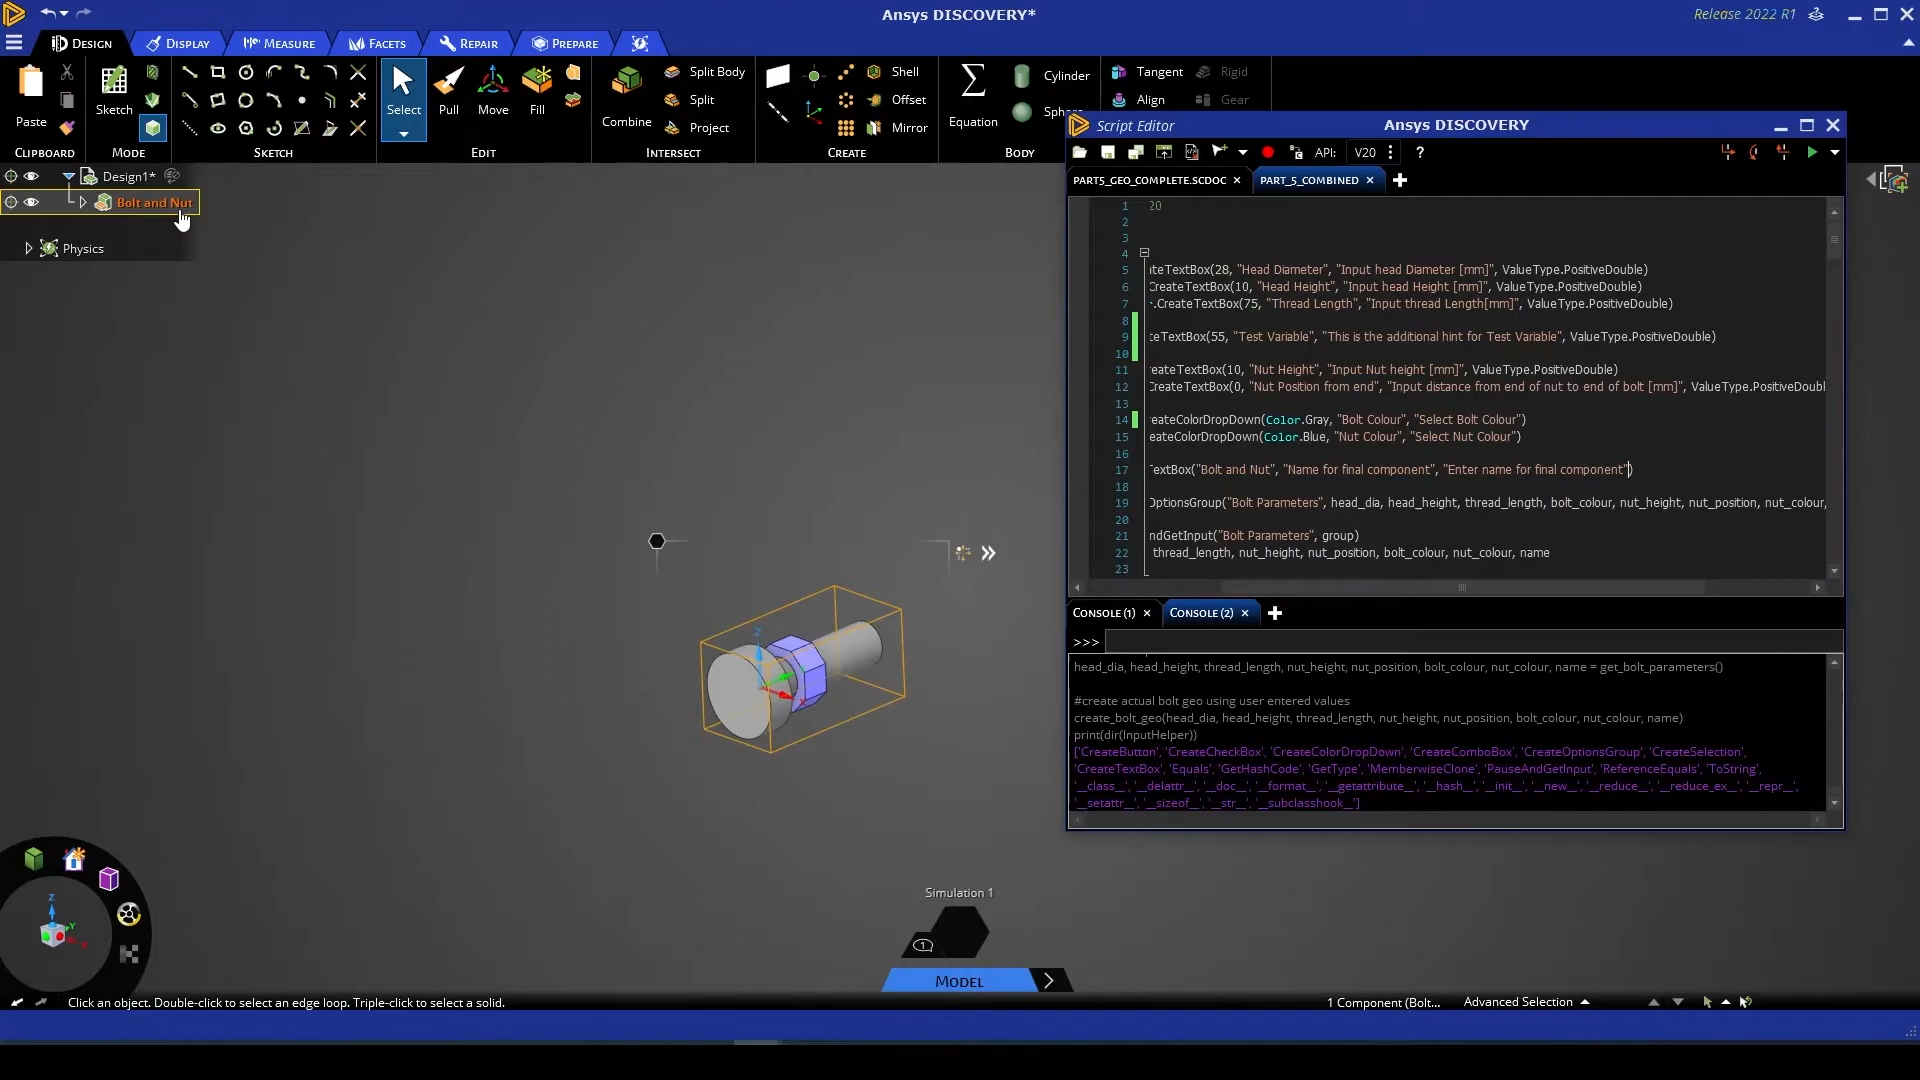 Ansys DISCOVERY*
Release 2022 R1
DESIGN
DISPLAY
MEASURE
FACETS
REPAIR
PREPARE
Paste
Sketch
Select
Pull
Move
Fill
Combine
Split Body
Split
Project
Shell
Offset
Mirror
Equation
Cylinder
Sphe
Tangent
Align
Rigid
Gear
CLIPBOARD
MODE
SKETCH
EDIT
INTERSECT
CREATE
BODY
Design1*
Bolt and Nut
Physics
Script Editor
Ansys DISCOVERY
API:
V20
?
PART5_GEO_COMPLETE.SCDOC
PART_5_COMBINED
1 20
2
3
4
5 ateTextBox(28, "Head Diameter", "Input head Diameter [mm]", ValueType.PositiveDouble)
6 CreateTextBox(10, "Head Height", "Input head Height [mm]", ValueType.PositiveDouble)
7 r.CreateTextBox(75, "Thread Length", "Input thread Length[mm]", ValueType.PositiveDouble)
8
9 teTextBox(55, "Test Variable", "This is the additional hint for Test Variable", ValueType.PositiveDouble)
10
11 reateTextBox(10, "Nut Height", "Input Nut height [mm]", ValueType.PositiveDouble)
12 CreateTextBox(0, "Nut Position from end", "Input distance from end of nut to end of bolt [mm]", ValueType.PositiveDoubl
13
14 reateColorDropDown(Color.Gray, "Bolt Colour", "Select Bolt Colour")
15 eateColorDropDown(Color.Blue, "Nut Colour", "Select Nut Colour")
16
17 TextBox("Bolt and Nut", "Name for final component", "Enter name for final component")
18
19 OptionsGroup("Bolt Parameters", head_dia, head_height, thread_length, bolt_colour, nut_height, nut_position, nut_colour,
20
21 ndGetInput("Bolt Parameters", group)
22 thread_length, nut_height, nut_position, bolt_colour, nut_colour, name
23
CONSOLE (1)
CONSOLE (2)
>>>
head_dia, head_height, thread_length, nut_height, nut_position, bolt_colour, nut_colour, name = get_bolt_parameters()
#create actual bolt geo using user entered values
create_bolt_geo(head_dia, head_height, thread_length, nut_height, nut_position, bolt_colour, nut_colour, name)
print(dir(InputHelper))
['CreateButton', 'CreateCheckBox', 'CreateColorDropDown', 'CreateComboBox', 'CreateOptionsGroup', 'CreateSelection',
'CreateTextBox', 'Equals', 'GetHashCode', 'GetType', 'MemberwiseClone', 'PauseAndGetInput', 'ReferenceEquals', 'ToString',
'__class__', '__delattr__', '__doc__', '__format__', '__getattribute__', '__hash__', '__init__', '__new__', '__reduce__', '__reduce_ex__', '__repr__',
'__setattr__', '__sizeof__', '__str__', '__subclasshook__']
Z
X
Z
Y
X
Simulation 1
1
MODEL
Click an object. Double-click to select an edge loop. Triple-click to select a solid.
1 Component (Bolt...
Advanced Selection